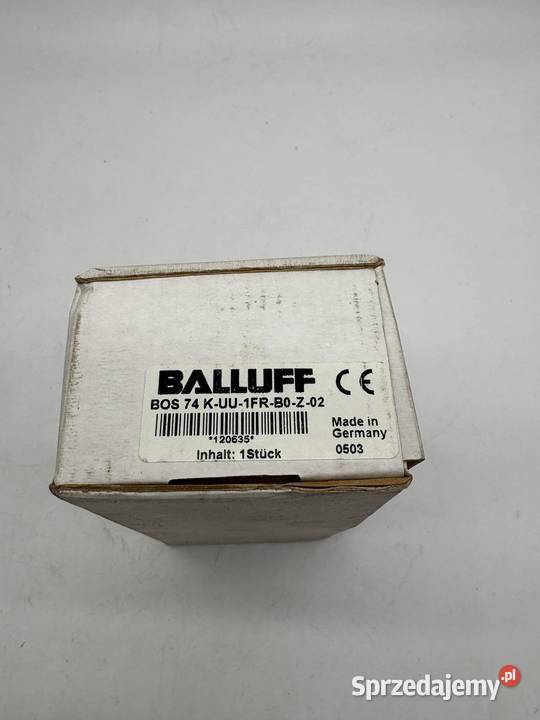 BALLUFF CE
BOS 74 K-UU-1FR-B0-Z-02
*120635*
Made in
Germany
Inhalt: 1Stück
0503
Sprzedajemy.pl